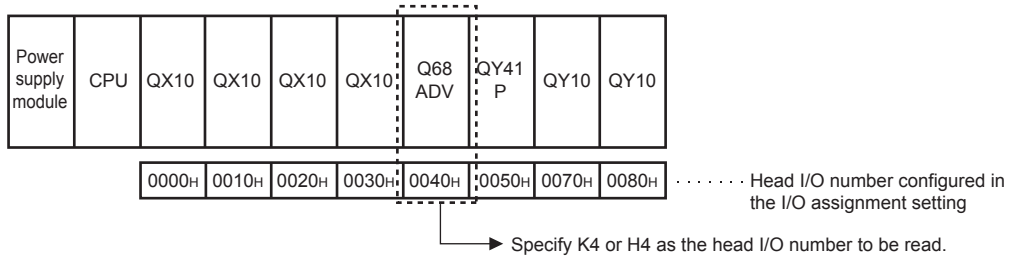 Power
supply
module
CPU
QX10
QX10
QX10
QX10
Q68
ADV
QY41
P
QY10
QY10
0000H
0010H
0020H
0030H
0040H
0050H
0070H
0080H
Head I/O number configured in
the I/O assignment setting
Specify K4 or H4 as the head I/O number to be read.